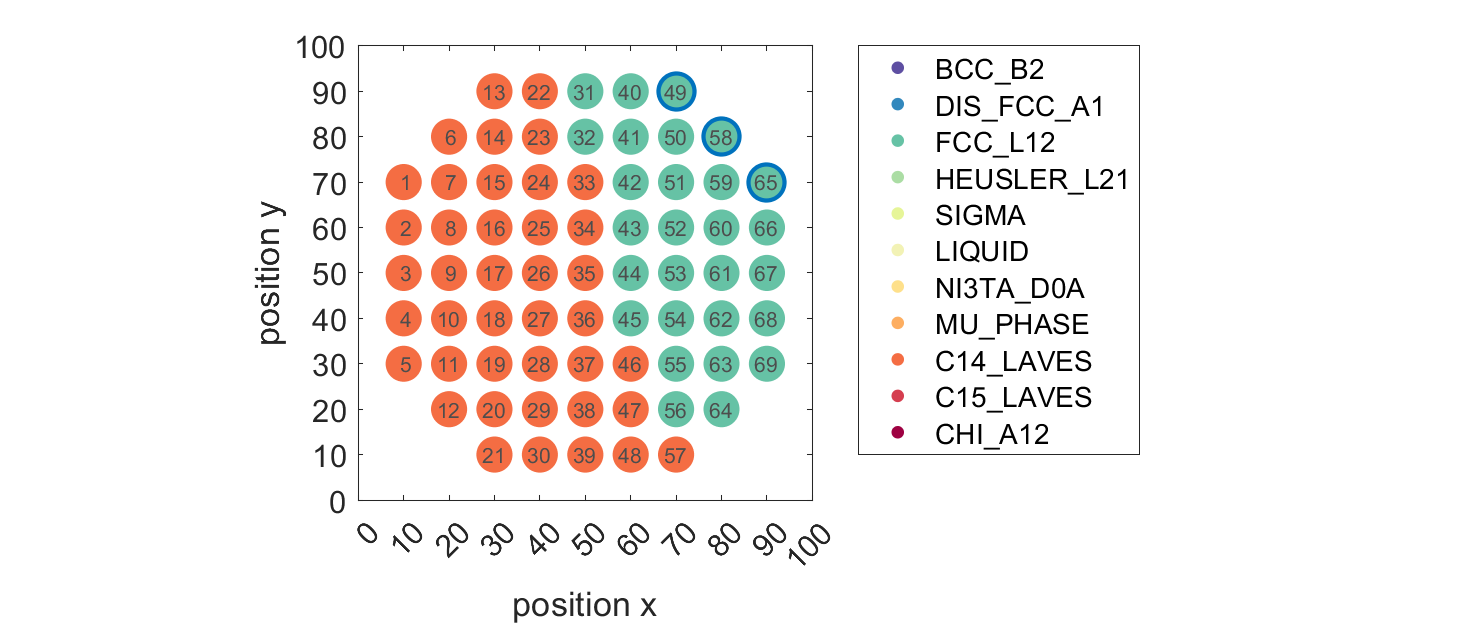 100
90 13 22 31 40 49
80 6 14 23 32 41 50 58
70 1 7 15 24 33 42 51 59 65
60 2 8 16 25 34 43 52 60 66
50 3 9 17 26 35 44 53 61 67
40 4 10 18 27 36 45 54 62 68
30 5 11 19 28 37 46 55 63 69
20 12 20 29 38 47 56 64
10 21 30 39 48 57
0
position y
0 10 20 30 40 50 60 70 80 90 100
position x
BCC_B2
DIS_FCC_A1
FCC_L12
HEUSLER_L21
SIGMA
LIQUID
NI3TA_D0A
MU_PHASE
C14_LAVES
C15_LAVES
CHI_A12